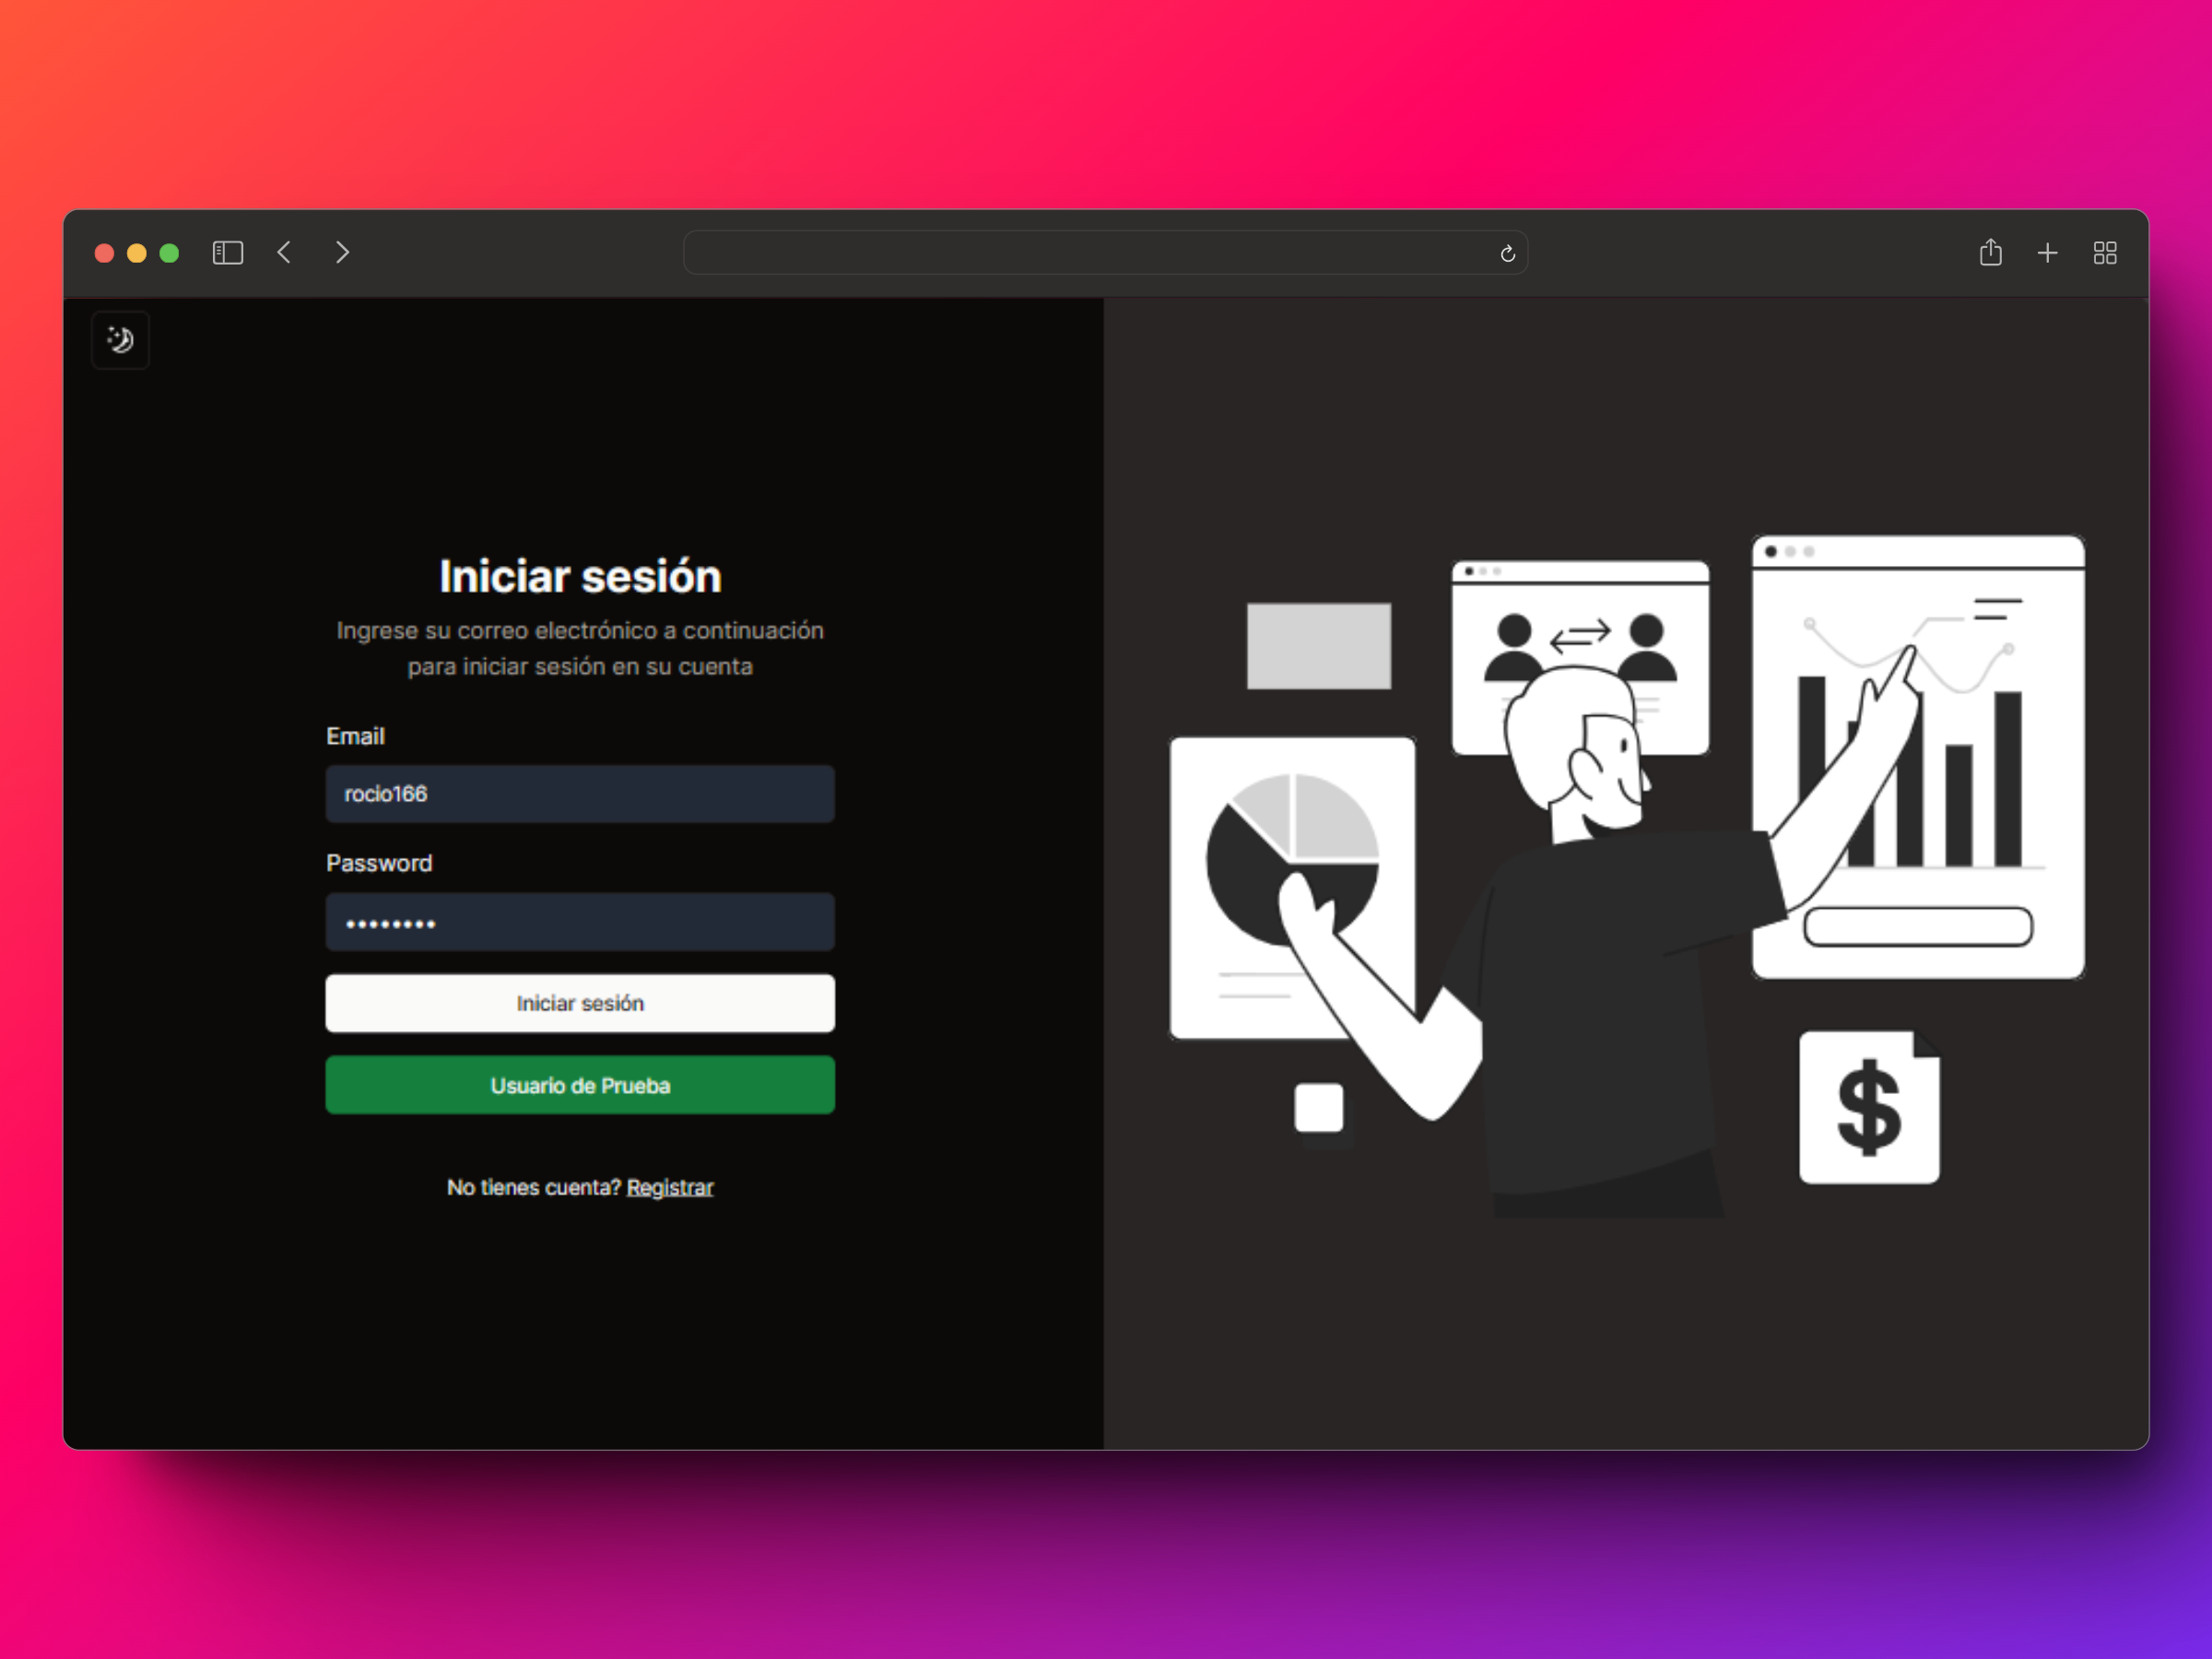 Iniciar sesión
Ingrese su correo electrónico a continuación
para iniciar sesión en su cuenta
Email
rocio166
Password
••••••••
Iniciar sesión
Usuario de Prueba
No tienes cuenta? Registrar
$